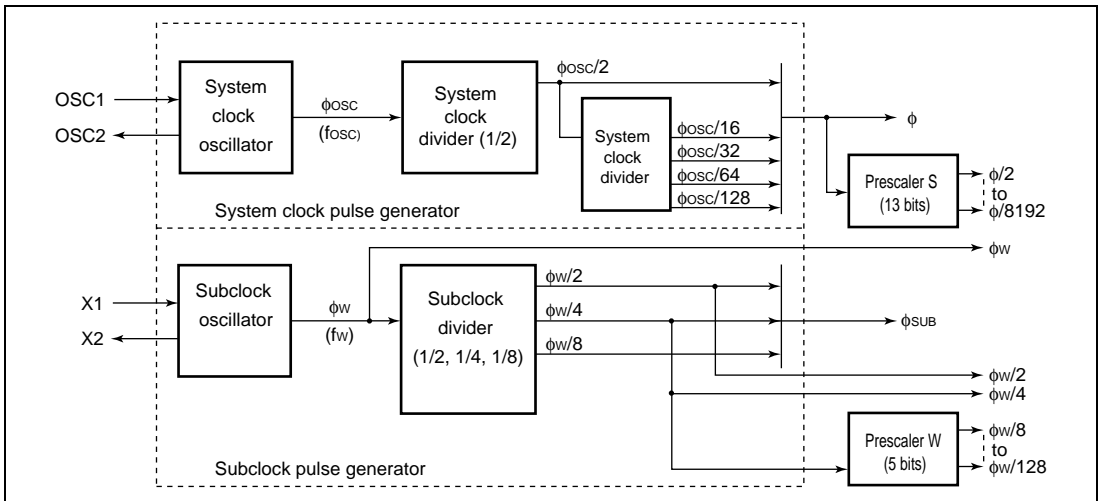 OSC1
OSC2
System
clock
oscillator
φOSC
(fOSC)
System
clock
divider (1/2)
φOSC/2
System
clock
divider
φOSC/16
φOSC/32
φOSC/64
φOSC/128
System clock pulse generator
φ
Prescaler S
(13 bits)
φ/2
to
φ/8192
φW
X1
X2
Subclock
oscillator
φW
(fW)
Subclock
divider
(1/2, 1/4, 1/8)
φW/2
φW/4
φW/8
φSUB
φW/2
φW/4
Prescaler W
(5 bits)
φW/8
to
φW/128
Subclock pulse generator